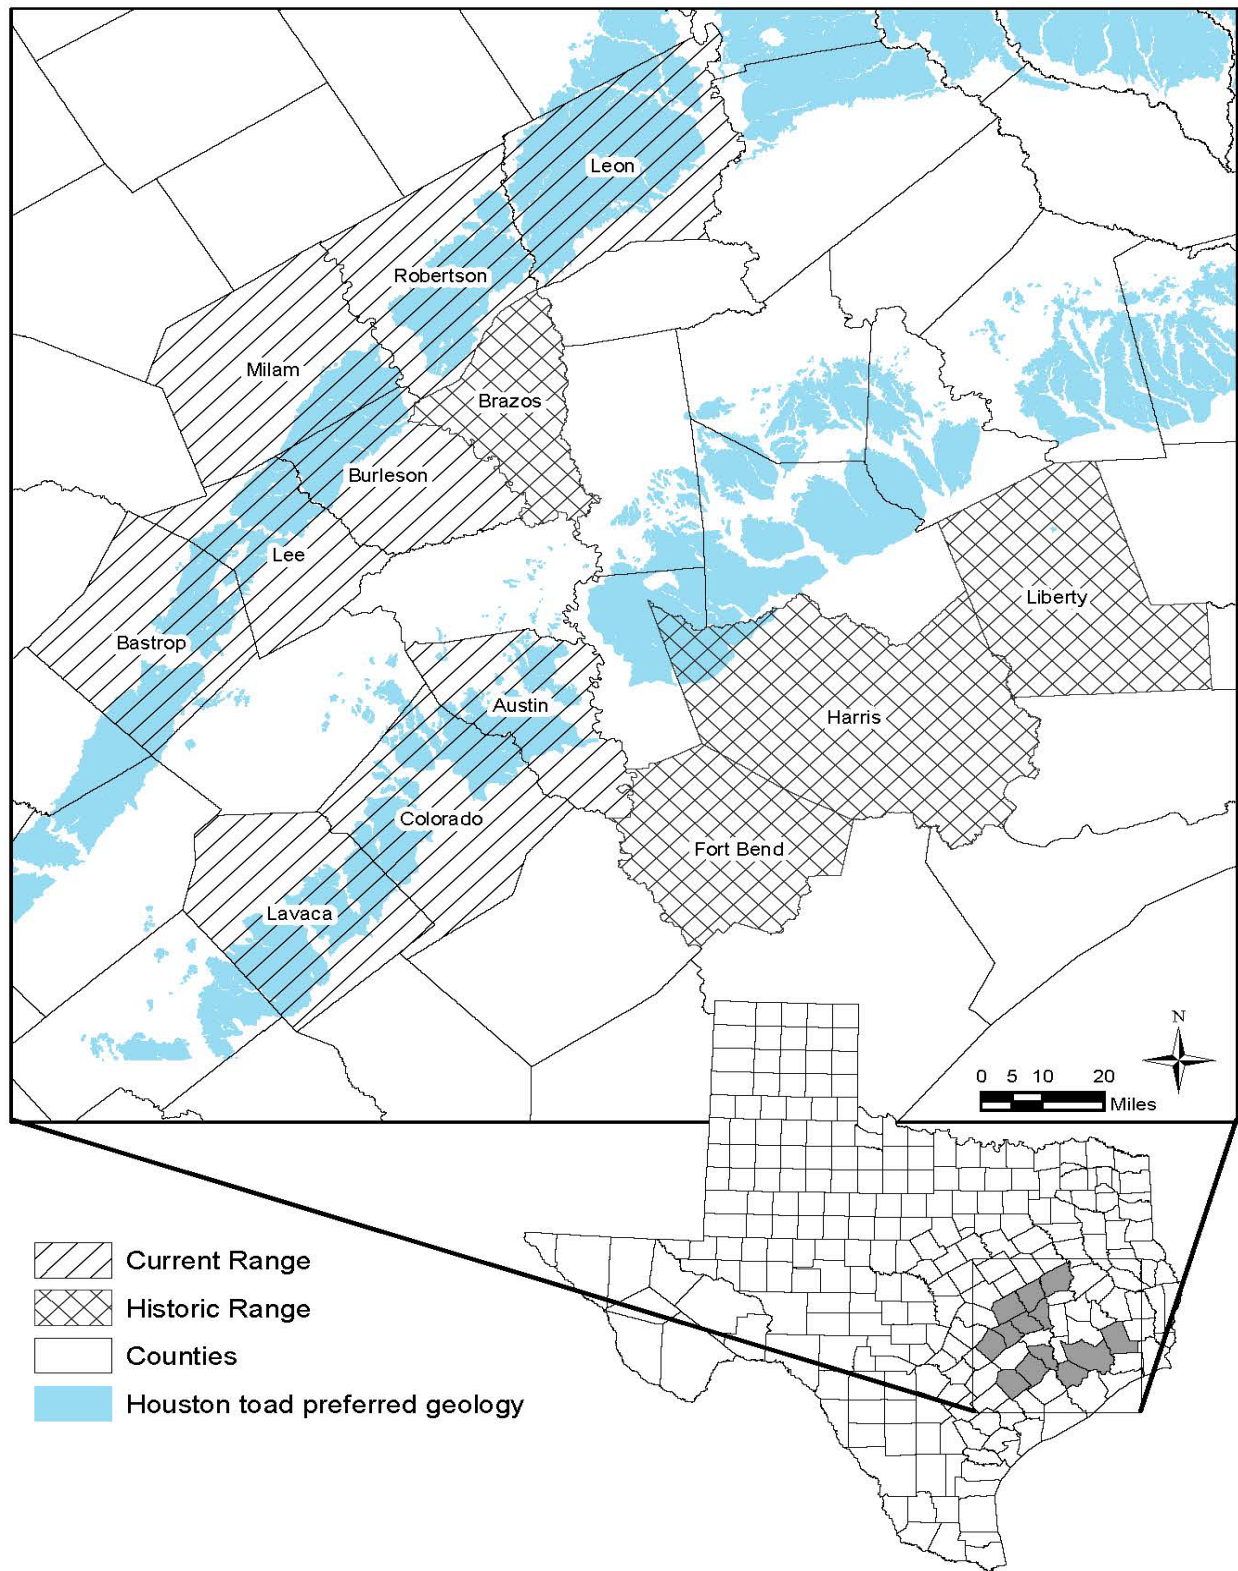 Leon
Robertson
Milam
Brazos
Burleson
Lee
Liberty
Bastrop
Austin
Harris
Colorado
Fort Bend
Lavaca
N
0 5 10 20
Miles
Current Range
Historic Range
Counties
Houston toad preferred geology